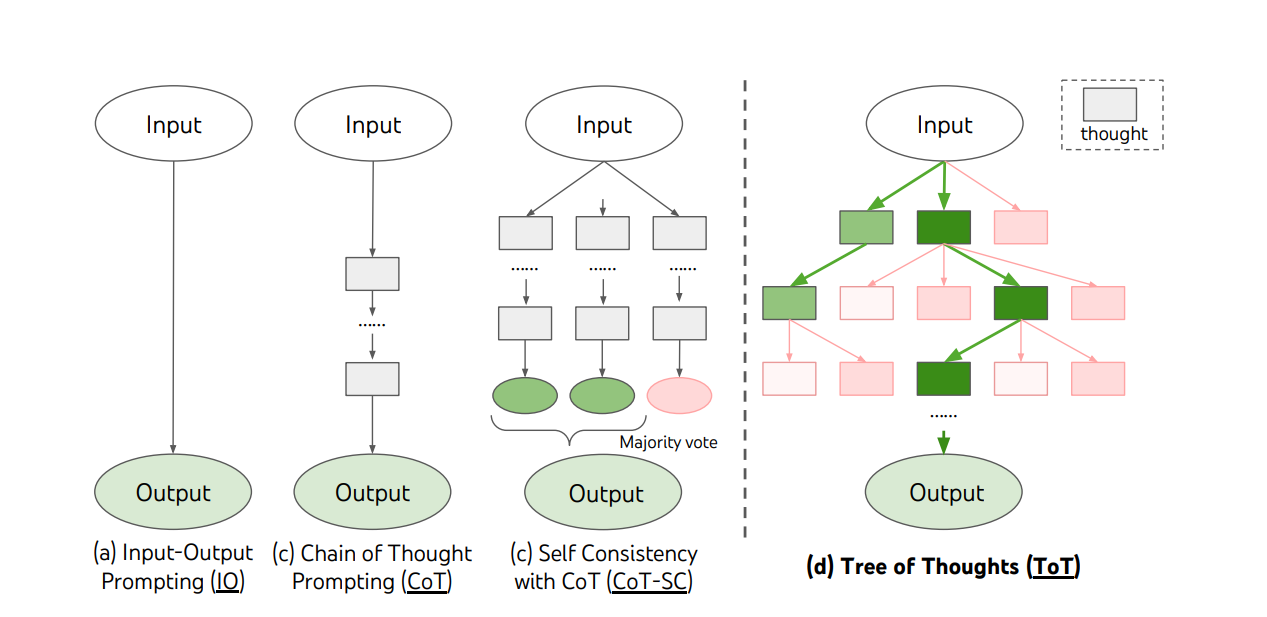 Input
Input
Input
Input
thought
......
......
......
......
......
Majority vote
Output
Output
Output
Output
(a) Input-Output
Prompting (IO)
(c) Chain of Thought
Prompting (CoT)
(c) Self Consistency
with CoT (CoT-SC)
(d) Tree of Thoughts (ToT)